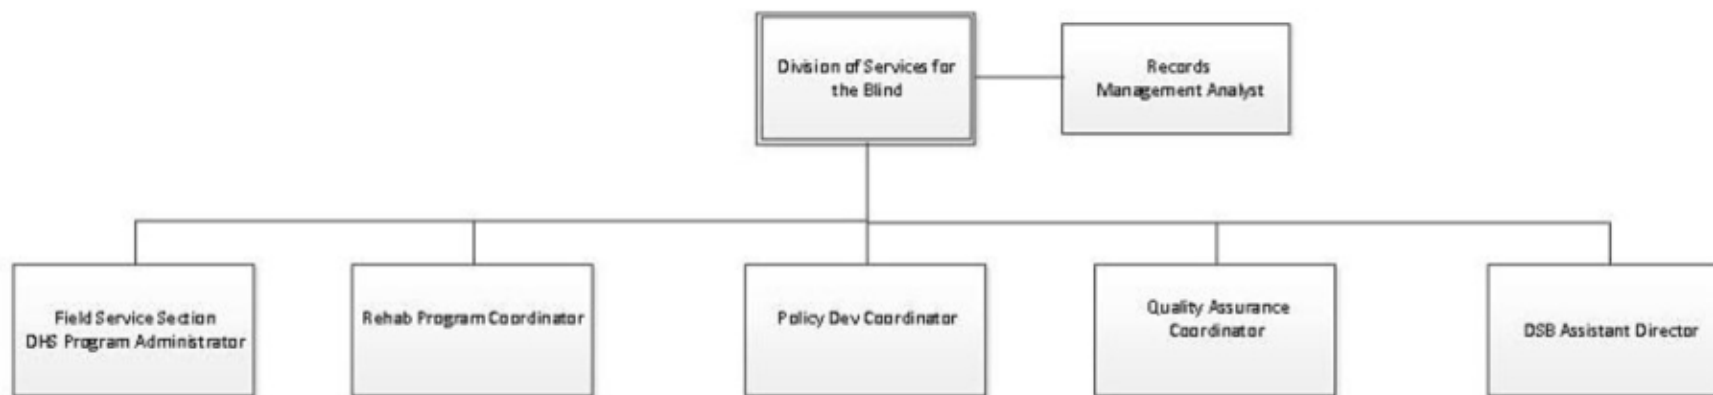 Division of Services for
the Blind
Records
Management Analyst
Field Service Section
DHS Program Administrator
Rehab Program Coordinator
Policy Dev Coordinator
Quality Assurance
Coordinator
DSB Assistant Director